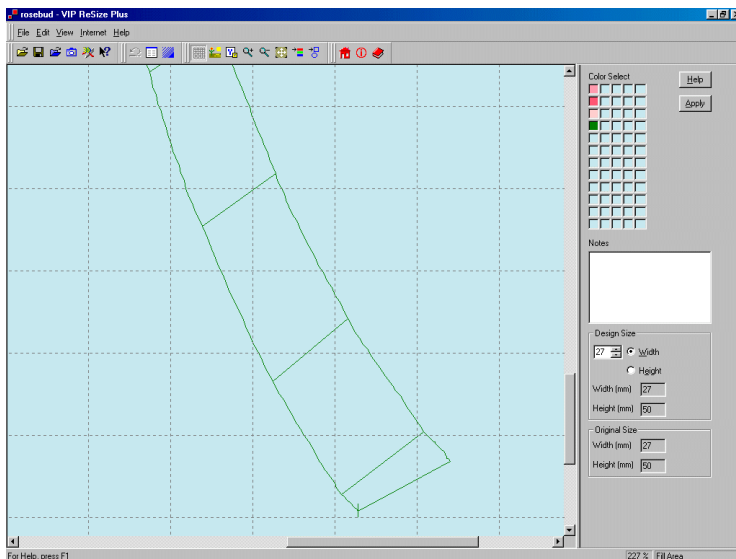 rosebud - VIP ReSize Plus
File Edit View Internet Help
Color Select
Help
Apply
Notes
Design Size
27 Width
Height
Width (mm) 27
Height (mm) 50
Original Size
Width (mm) 27
Height (mm) 50
For Help, press F1 227 % Fill Area